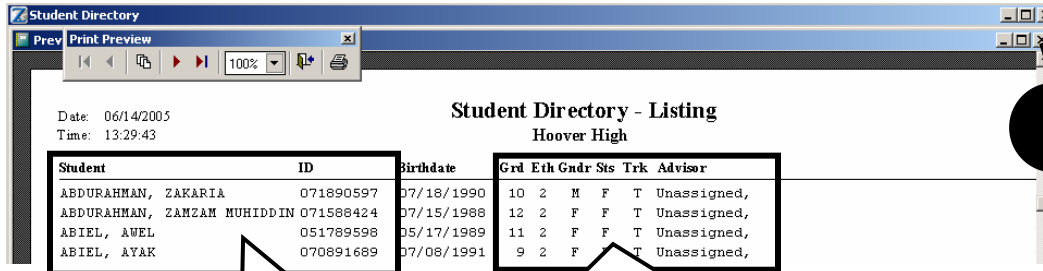 Student Directory
Prev Print Preview
100%
Student Directory - Listing
Hoover High
Date: 06/14/2005
Time: 13:29:43
Student ID Birthdate Grd Eth Gndr Sts Trk Advisor
ABDURAHMAN, ZAKARIA 071890597 07/18/1990 10 2 M F T Unassigned,
ABDURAHMAN, ZAMZAM MUHIDDIN 071588424 07/15/1988 12 2 F F T Unassigned,
ABIEL, AWEL 051789598 05/17/1989 11 2 F F T Unassigned,
ABIEL, AYAK 070891689 07/08/1991 9 2 F F T Unassigned,